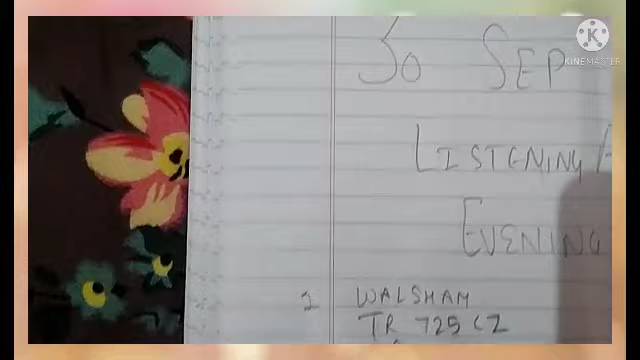 30 SEP
KINEMASTER
LISTENING
EVENING
1 WALSHAM
TR 725 CZ